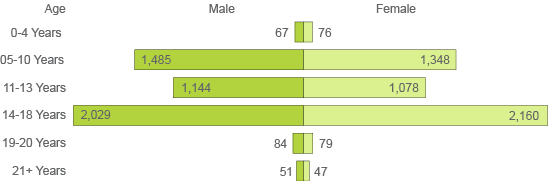 Age Male Female
0-4 Years 67 76
05-10 Years 1,485 1,348
11-13 Years 1,144 1,078
14-18 Years 2,029 2,160
19-20 Years 84 79
21+ Years 51 47